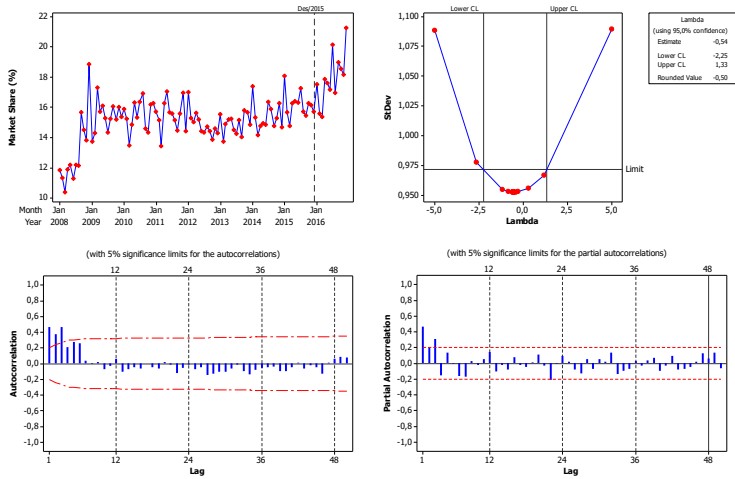 Des/2015
22
20
18
16
14
12
10
Market Share (%)
Month Jan Jan Jan Jan Jan Jan Jan Jan Jan
Year 2008 2009 2010 2011 2012 2013 2014 2015 2016
Lower CL Upper CL
1,100
1,075
1,050
1,025
1,000
0,975
0,950
StDev
Limit
-5,0 -2,5 0,0 2,5 5,0
Lambda
Lambda
(using 95,0% confidence)
Estimate -0,54
Lower CL -2,25
Upper CL 1,33
Rounded Value -0,50
(with 5% significance limits for the autocorrelations)
12 24 36 48
1,0
0,8
0,6
0,4
0,2
0,0
-0,2
-0,4
-0,6
-0,8
-1,0
Autocorrelation
1 12 24 36 48
Lag
(with 5% significance limits for the partial autocorrelations)
12 24 36 48
1,0
0,8
0,6
0,4
0,2
0,0
-0,2
-0,4
-0,6
-0,8
-1,0
Partial Autocorrelation
1 12 24 36 48
Lag